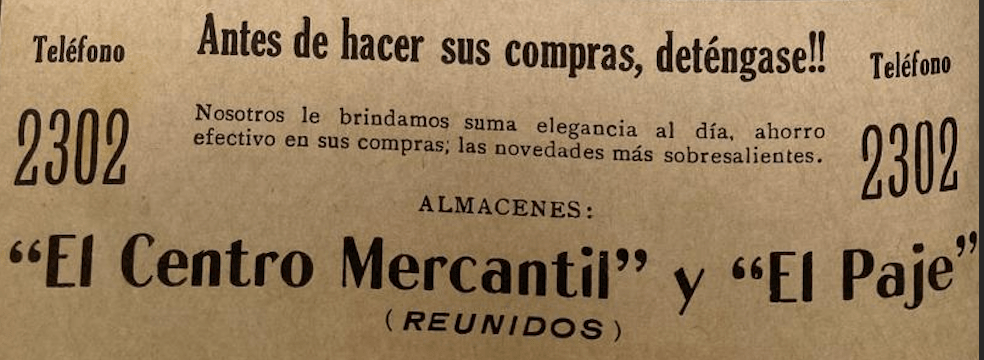 Antes de hacer sus compras, deténgase!!
Teléfono
2302
Teléfono
2302
Nosotros le brindamos suma elegancia al día, ahorro
efectivo en sus compras; las novedades más sobresalientes.
ALMACENES:
“El Centro Mercantil” y “El Paje”
(REUNIDOS)